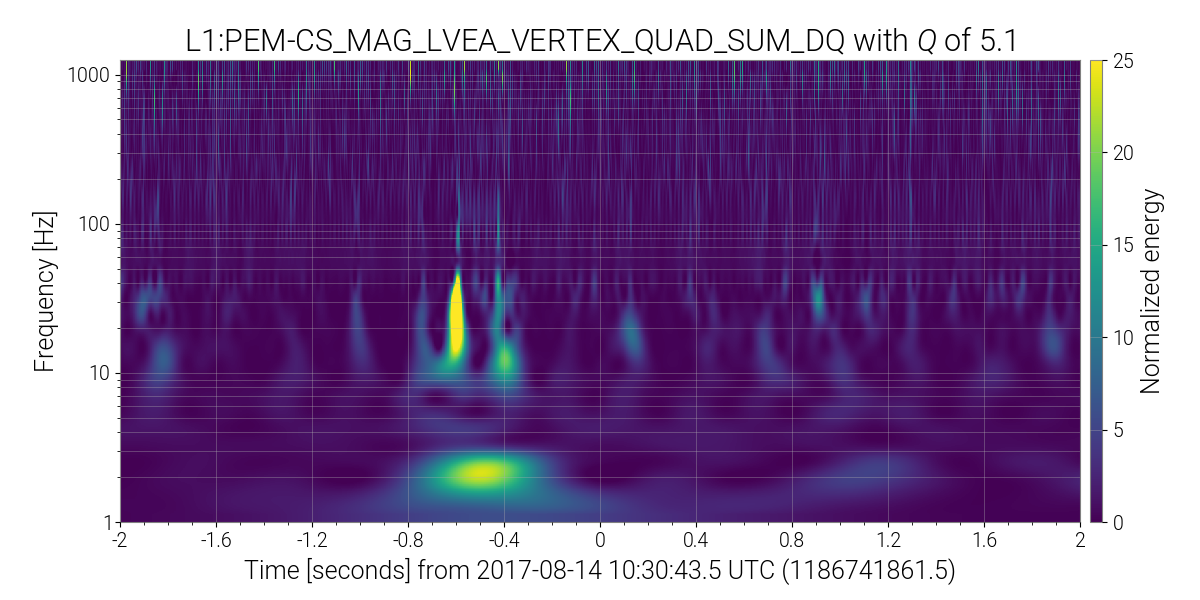 L1:PEM-CS_MAG_LVEA_VERTEX_QUAD_SUM_DQ with Q of 5.1
1000
100
10
1
Frequency [Hz]
-2 -1.6 -1.2 -0.8 -0.4 0 0.4 0.8 1.2 1.6 2
Time [seconds] from 2017-08-14 10:30:43.5 UTC (1186741861.5)
25
20
15
10
5
0
Normalized energy